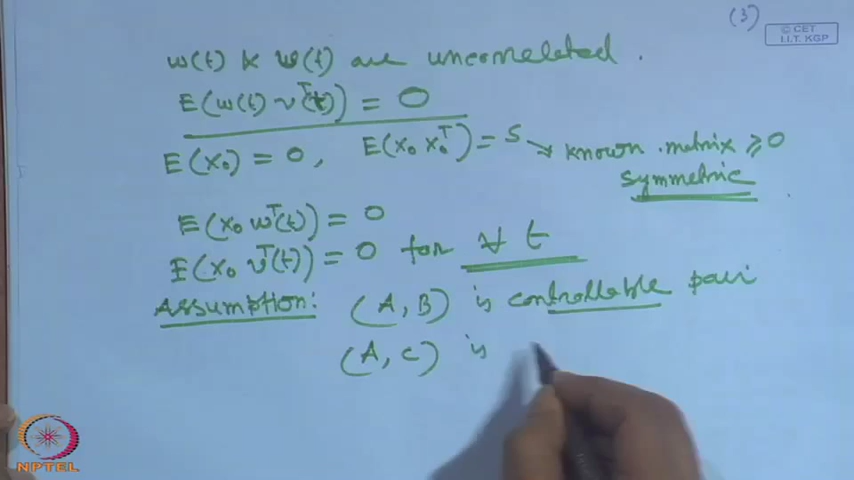 (3)
© CET
I.I.T. KGP
w(t) & v(t) are uncorrelated.
E(w(t) vᵀ(t)) = 0
E(x₀) = 0, E(x₀ x₀ᵀ) = S → known matrix ≥ 0
symmetric
E(x₀ wᵀ(t)) = 0
E(x₀ vᵀ(t)) = 0 for ∀ t
Assumption: (A, B) is controllable pair
(A, C) is
NPTEL